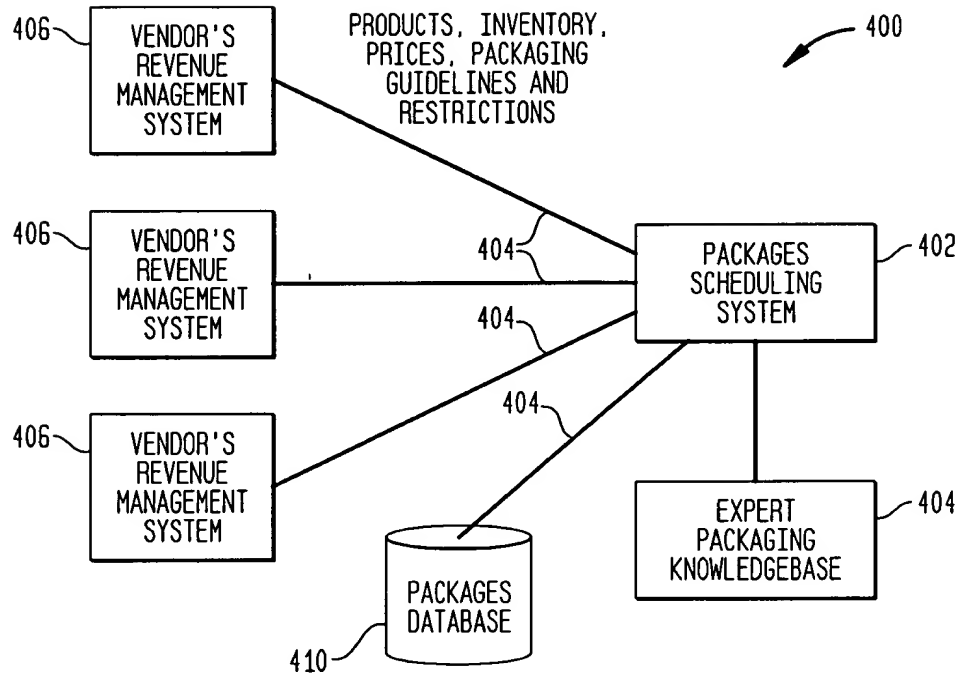 406
VENDOR'S
REVENUE
MANAGEMENT
SYSTEM
PRODUCTS, INVENTORY,
PRICES, PACKAGING
GUIDELINES AND
RESTRICTIONS
400
406
VENDOR'S
REVENUE
MANAGEMENT
SYSTEM
404
PACKAGES
SCHEDULING
SYSTEM
402
404
404
406
VENDOR'S
REVENUE
MANAGEMENT
SYSTEM
EXPERT
PACKAGING
KNOWLEDGEBASE
404
PACKAGES
DATABASE
410